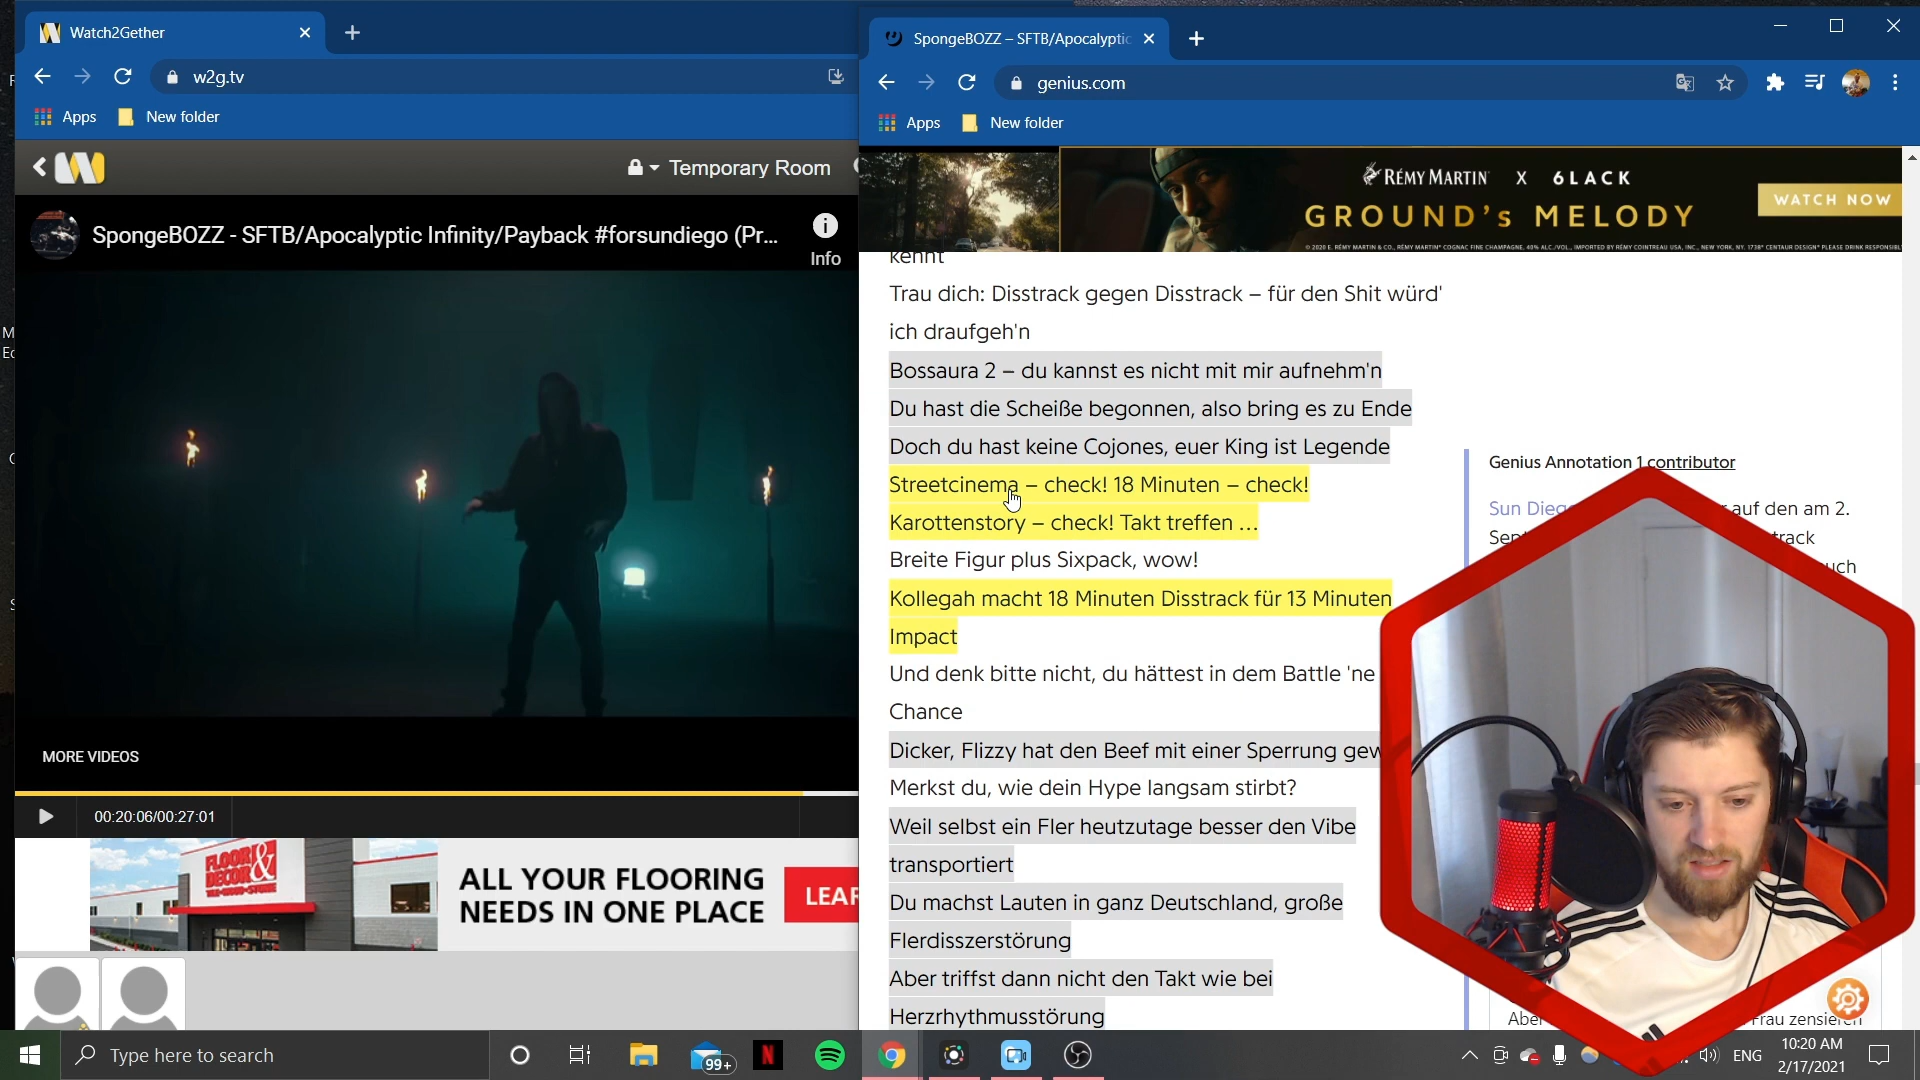 Watch2Gether
w2g.tv
Apps
New folder
Temporary Room
SpongeBOZZ - SFTB/Apocalyptic Infinity/Payback #forsundiego (Pr...
Info
MORE VIDEOS
00:20:06/00:27:01
FLOOR &
DECOR
ALL YOUR FLOORING
NEEDS IN ONE PLACE
LEAR
SpongeBOZZ – SFTB/Apocalyptic
genius.com
Apps
New folder
RÉMY MARTIN X 6LACK
GROUND's MELODY
WATCH NOW
kennt
Trau dich: Disstrack gegen Disstrack – für den Shit würd'
ich draufgeh'n
Bossaura 2 – du kannst es nicht mit mir aufnehm'n
Du hast die Scheiße begonnen, also bring es zu Ende
Doch du hast keine Cojones, euer King ist Legende
Streetcinema – check! 18 Minuten – check!
Karottenstory – check! Takt treffen …
Breite Figur plus Sixpack, wow!
Kollegah macht 18 Minuten Disstrack für 13 Minuten
Impact
Und denk bitte nicht, du hättest in dem Battle 'ne
Chance
Dicker, Flizzy hat den Beef mit einer Sperrung gew
Merkst du, wie dein Hype langsam stirbt?
Weil selbst ein Fler heutzutage besser den Vibe
transportiert
Du machst Lauten in ganz Deutschland, große
Flerdisszerstörung
Aber triffst dann nicht den Takt wie bei
Herzrhythmusstörung
Genius Annotation 1 contributor
Sun Dieg auf den am 2.
Sep track
uch
Aber Frau zensieren
Type here to search
99+
N
ENG
10:20 AM
2/17/2021